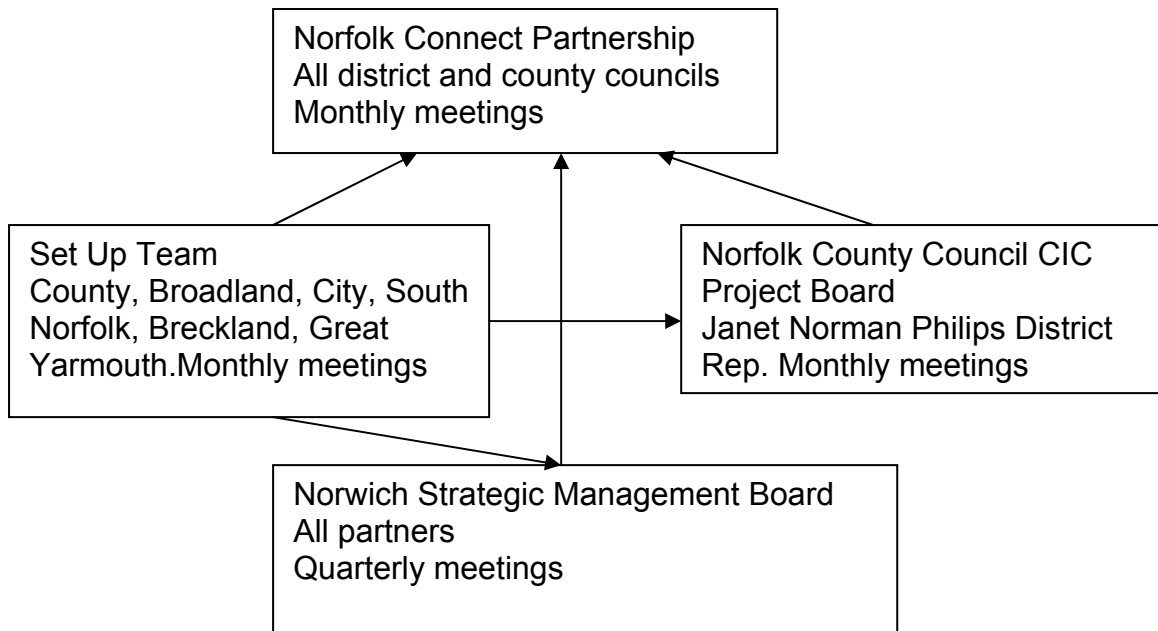 Norfolk Connect Partnership
All district and county councils
Monthly meetings
Set Up Team
County, Broadland, City, South
Norfolk, Breckland, Great
Yarmouth.Monthly meetings
Norfolk County Council CIC
Project Board
Janet Norman Philips District
Rep. Monthly meetings
Norwich Strategic Management Board
All partners
Quarterly meetings